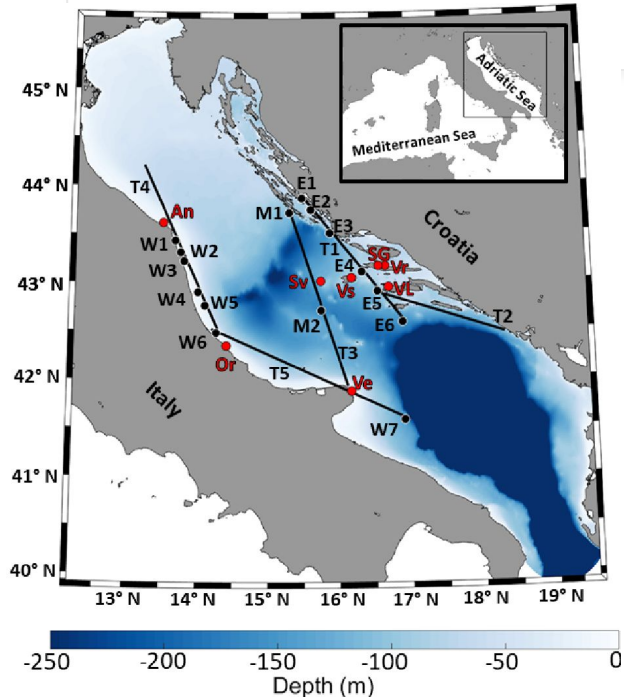 45° N
44° N
43° N
42° N
41° N
40° N
Adriatic Sea
Mediterranean Sea
Croatia
Italy
E1
E2
M1
E3
T1
T4
An
W1
W2
W3
SG
Vr
E4
Sv
Vs
VL
E5
W4
W5
M2
E6
T2
W6
T3
Or
T5
Ve
W7
13° N
14° N
15° N
16° N
17° N
18° N
19° N
-250
-200
-150
-100
-50
0
Depth (m)